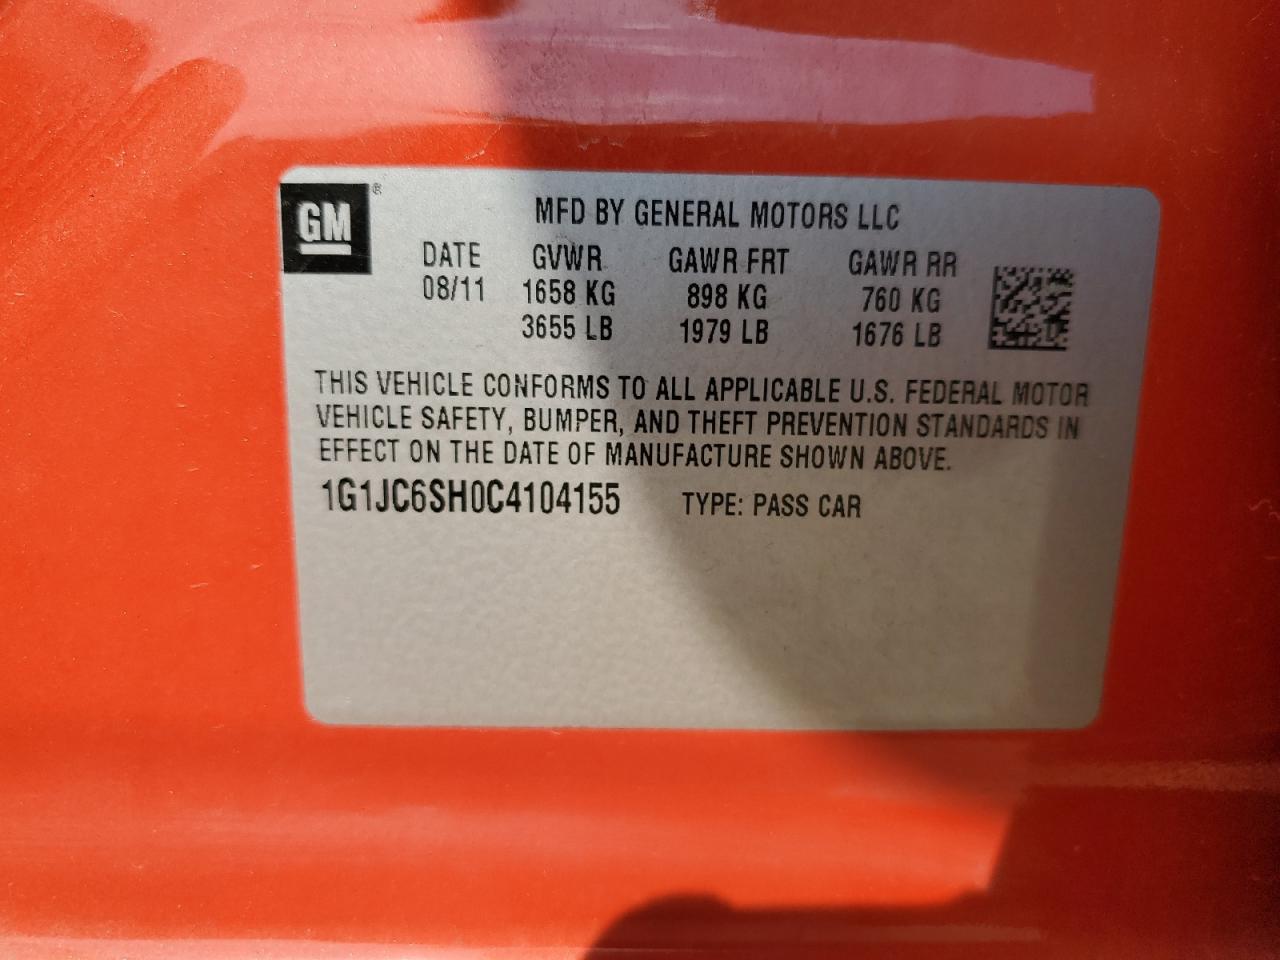 GM ®
MFD BY GENERAL MOTORS LLC
DATE GVWR GAWR FRT GAWR RR
08/11 1658 KG 898 KG 760 KG
3655 LB 1979 LB 1676 LB
THIS VEHICLE CONFORMS TO ALL APPLICABLE U.S. FEDERAL MOTOR
VEHICLE SAFETY, BUMPER, AND THEFT PREVENTION STANDARDS IN
EFFECT ON THE DATE OF MANUFACTURE SHOWN ABOVE.
1G1JC6SH0C4104155 TYPE: PASS CAR